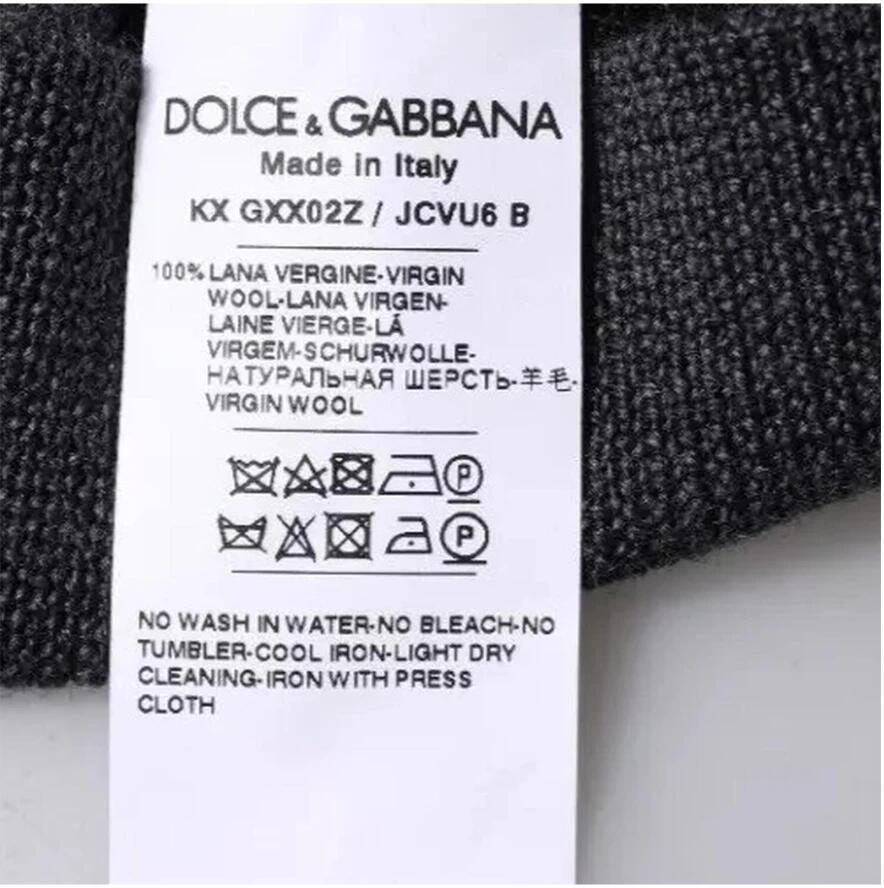 DOLCE & GABBANA
Made in Italy
KX GXX02Z / JCVU6 B
100% LANA VERGINE-VIRGIN
WOOL-LANA VIRGEN-
LAINE VIERGE-LÁ
VIRGEM-SCHURWOLLE-
НАТУРАЛЬНАЯ ШЕРСТЬ-羊毛-
VIRGIN WOOL
P
P
NO WASH IN WATER-NO BLEACH-NO
TUMBLER-COOL IRON-LIGHT DRY
CLEANING-IRON WITH PRESS
CLOTH